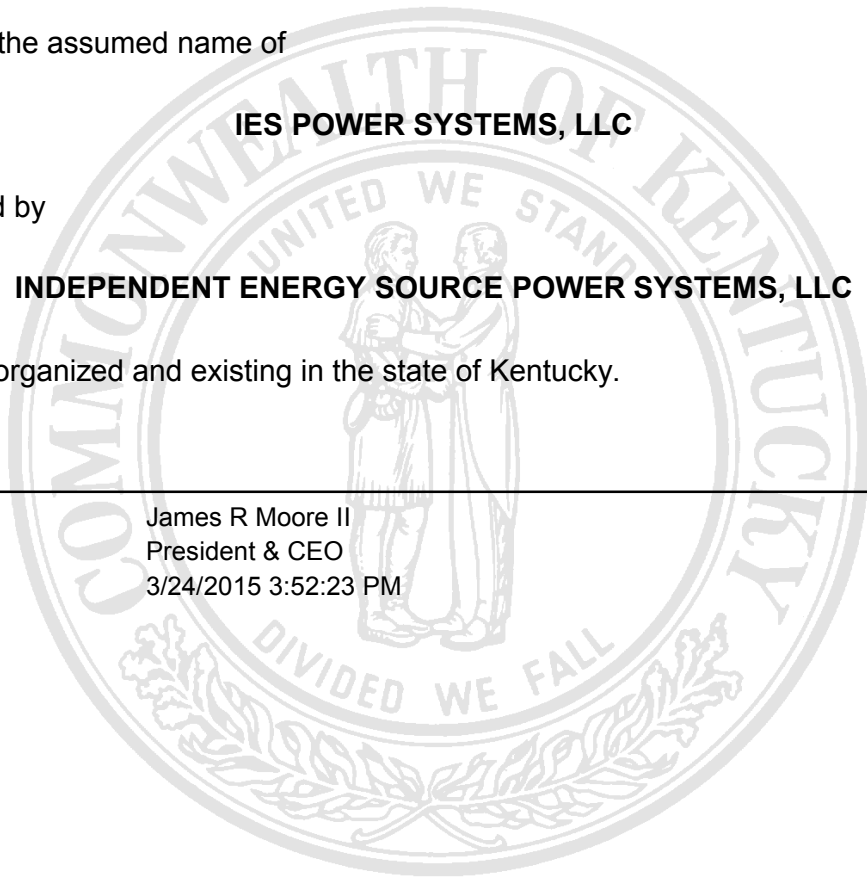 the assumed name of
IES POWER SYSTEMS, LLC
d by
INDEPENDENT ENERGY SOURCE POWER SYSTEMS, LLC
organized and existing in the state of Kentucky.
James R Moore II
President & CEO
3/24/2015 3:52:23 PM
COMMONWEALTH OF KENTUCKY
UNITED WE STAND
DIVIDED WE FALL